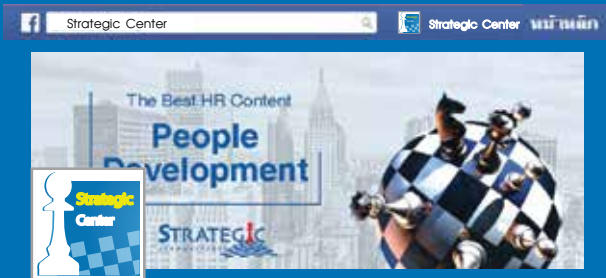 f Strategic Center
Strategic Center หน้าหลัก
The Best HR Content
People
Development
STRATEGIC
Strategic
Center